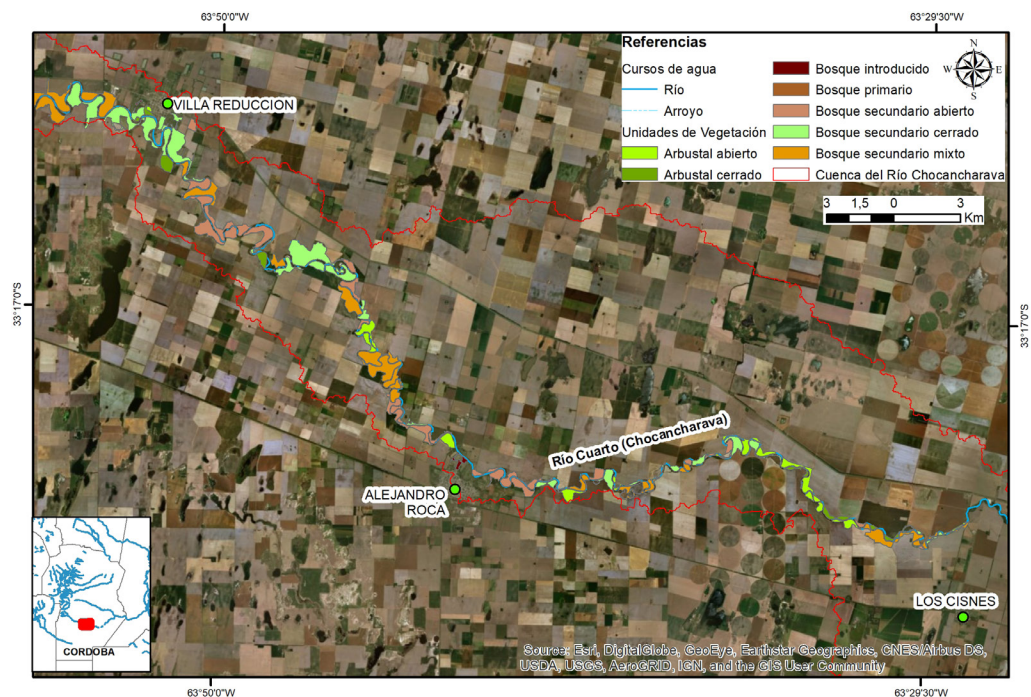 63°50'0"W
63°29'30"W
Referencias
Cursos de agua
Río
Arroyo
Unidades de Vegetación
Arbustal abierto
Arbustal cerrado
Bosque introducido
Bosque primario
Bosque secundario abierto
Bosque secundario cerrado
Bosque secundario mixto
Cuenca del Río Chocancharava
N
W
E
S
3 1,5 0 3
Km
VILLA REDUCCION
33°17'0"S
33°17'0"S
Río Cuarto (Chocancharava)
ALEJANDRO
ROCA
LOS CISNES
CORDOBA
Source: Esri, DigitalGlobe, GeoEye, Earthstar Geographics, CNES/Airbus DS,
USDA, USGS, AeroGRID, IGN, and the GIS User Community
63°50'0"W
63°29'30"W